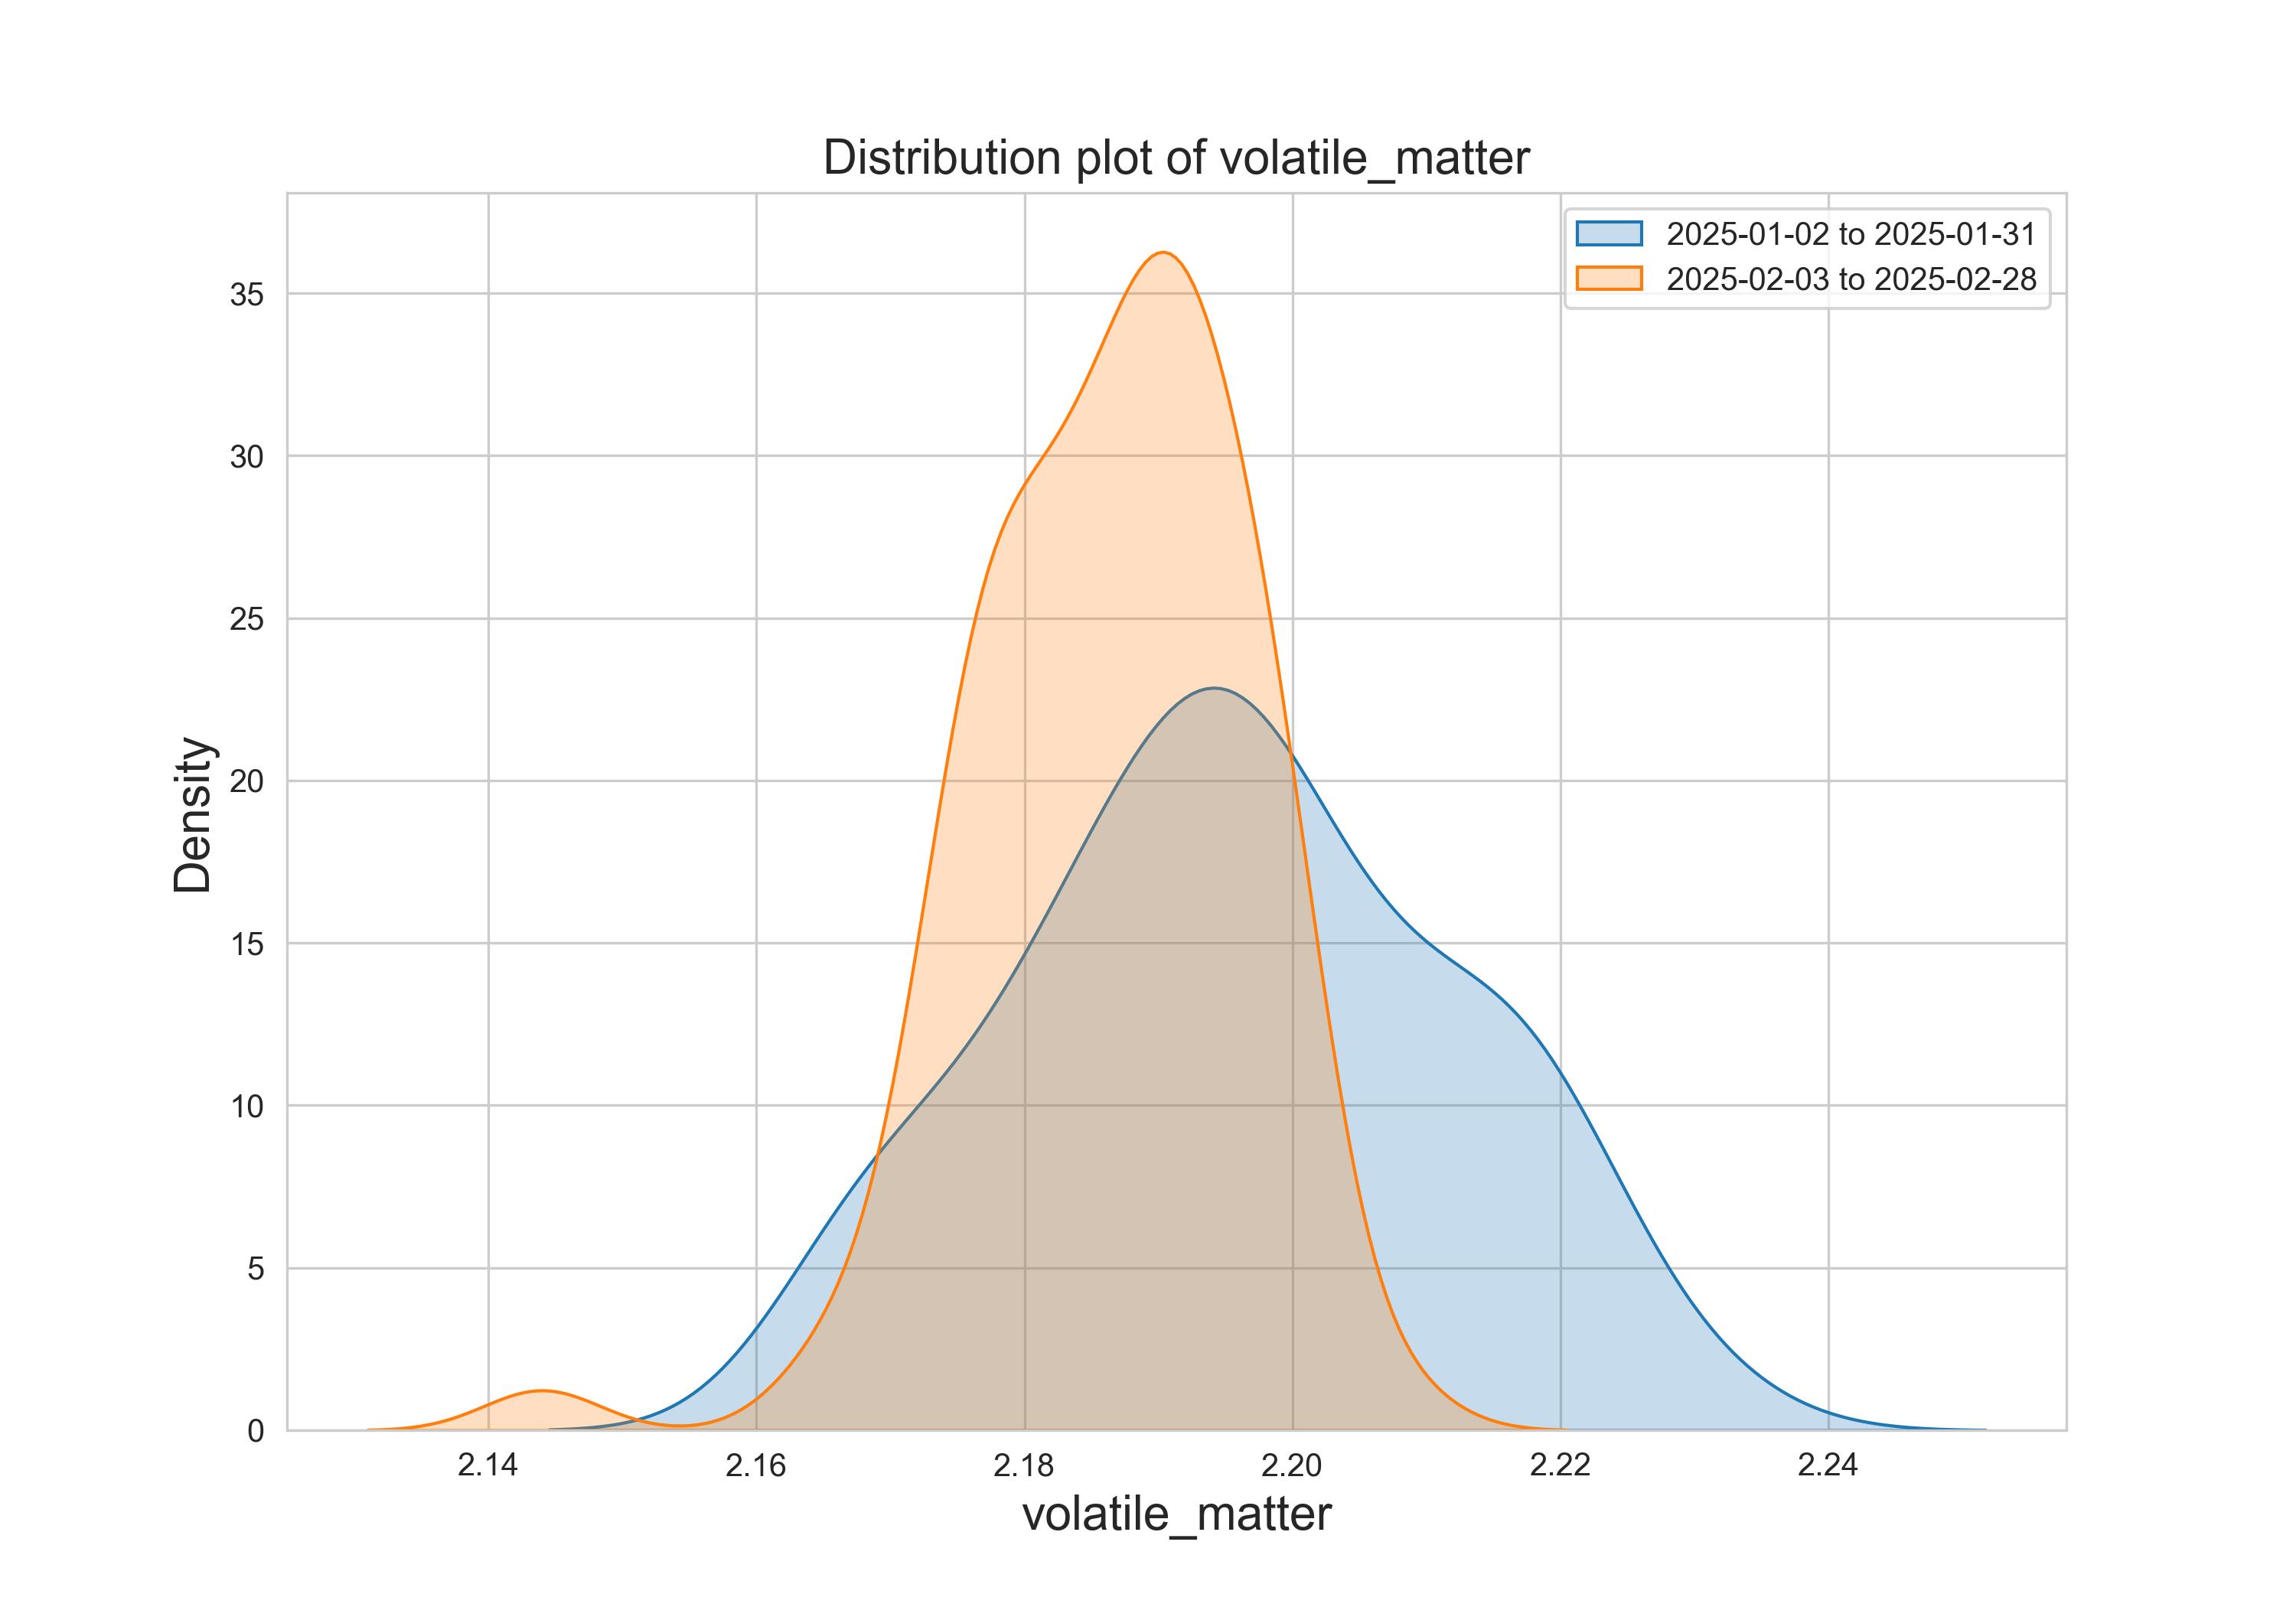 Distribution plot of volatile_matter
2025-01-02 to 2025-01-31
2025-02-03 to 2025-02-28
Density
35
30
25
20
15
10
5
0
2.14 2.16 2.18 2.20 2.22 2.24
volatile_matter